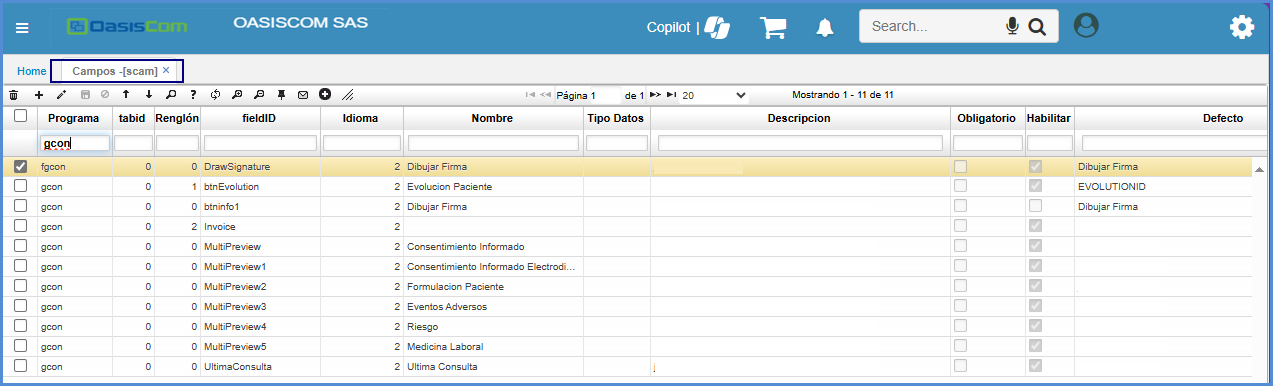 OasisCom OASISCOM SAS Copilot | Search...
Home Campos -[scam] ×
Página 1 de 1 20 Mostrando 1 - 11 de 11
Programa tabid Renglón fieldID Idioma Nombre Tipo Datos Descripcion Obligatorio Habilitar Defecto
gcon
fgcon 0 0 DrawSignature 2 Dibujar Firma Dibujar Firma
gcon 0 1 btnEvolution 2 Evolucion Paciente EVOLUTIONID
gcon 0 0 btninfo1 2 Dibujar Firma Dibujar Firma
gcon 0 2 Invoice 2
gcon 0 0 MultiPreview 2 Consentimiento Informado
gcon 0 0 MultiPreview1 2 Consentimiento Informado Electrodi...
gcon 0 0 MultiPreview2 2 Formulacion Paciente
gcon 0 0 MultiPreview3 2 Eventos Adversos
gcon 0 0 MultiPreview4 2 Riesgo
gcon 0 0 MultiPreview5 2 Medicina Laboral
gcon 0 0 UltimaConsulta 2 Ultima Consulta